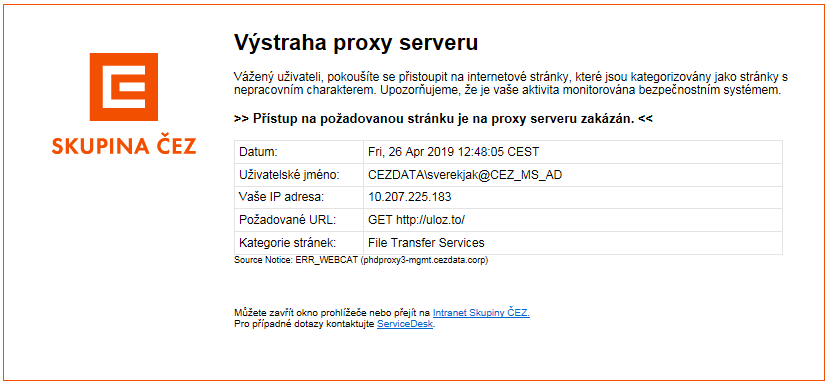 Výstraha proxy serveru
Vážený uživateli, pokoušíte se přistoupit na internetové stránky, které jsou kategorizovány jako stránky s
nepracovním charakterem. Upozorňujeme, že je vaše aktivita monitorována bezpečnostním systémem.
>> Přístup na požadovanou stránku je na proxy serveru zakázán. <<
SKUPINA ČEZ
Datum: Fri, 26 Apr 2019 12:48:05 CEST
Uživatelské jméno: CEZDATA\sverekjak@CEZ_MS_AD
Vaše IP adresa: 10.207.225.183
Požadované URL: GET http://uloz.to/
Kategorie stránek: File Transfer Services
Source Notice: ERR_WEBCAT (phdproxy3-mgmt.cezdata.corp)
Můžete zavřít okno prohlížeče nebo přejít na Intranet Skupiny ČEZ.
Pro případné dotazy kontaktujte ServiceDesk.